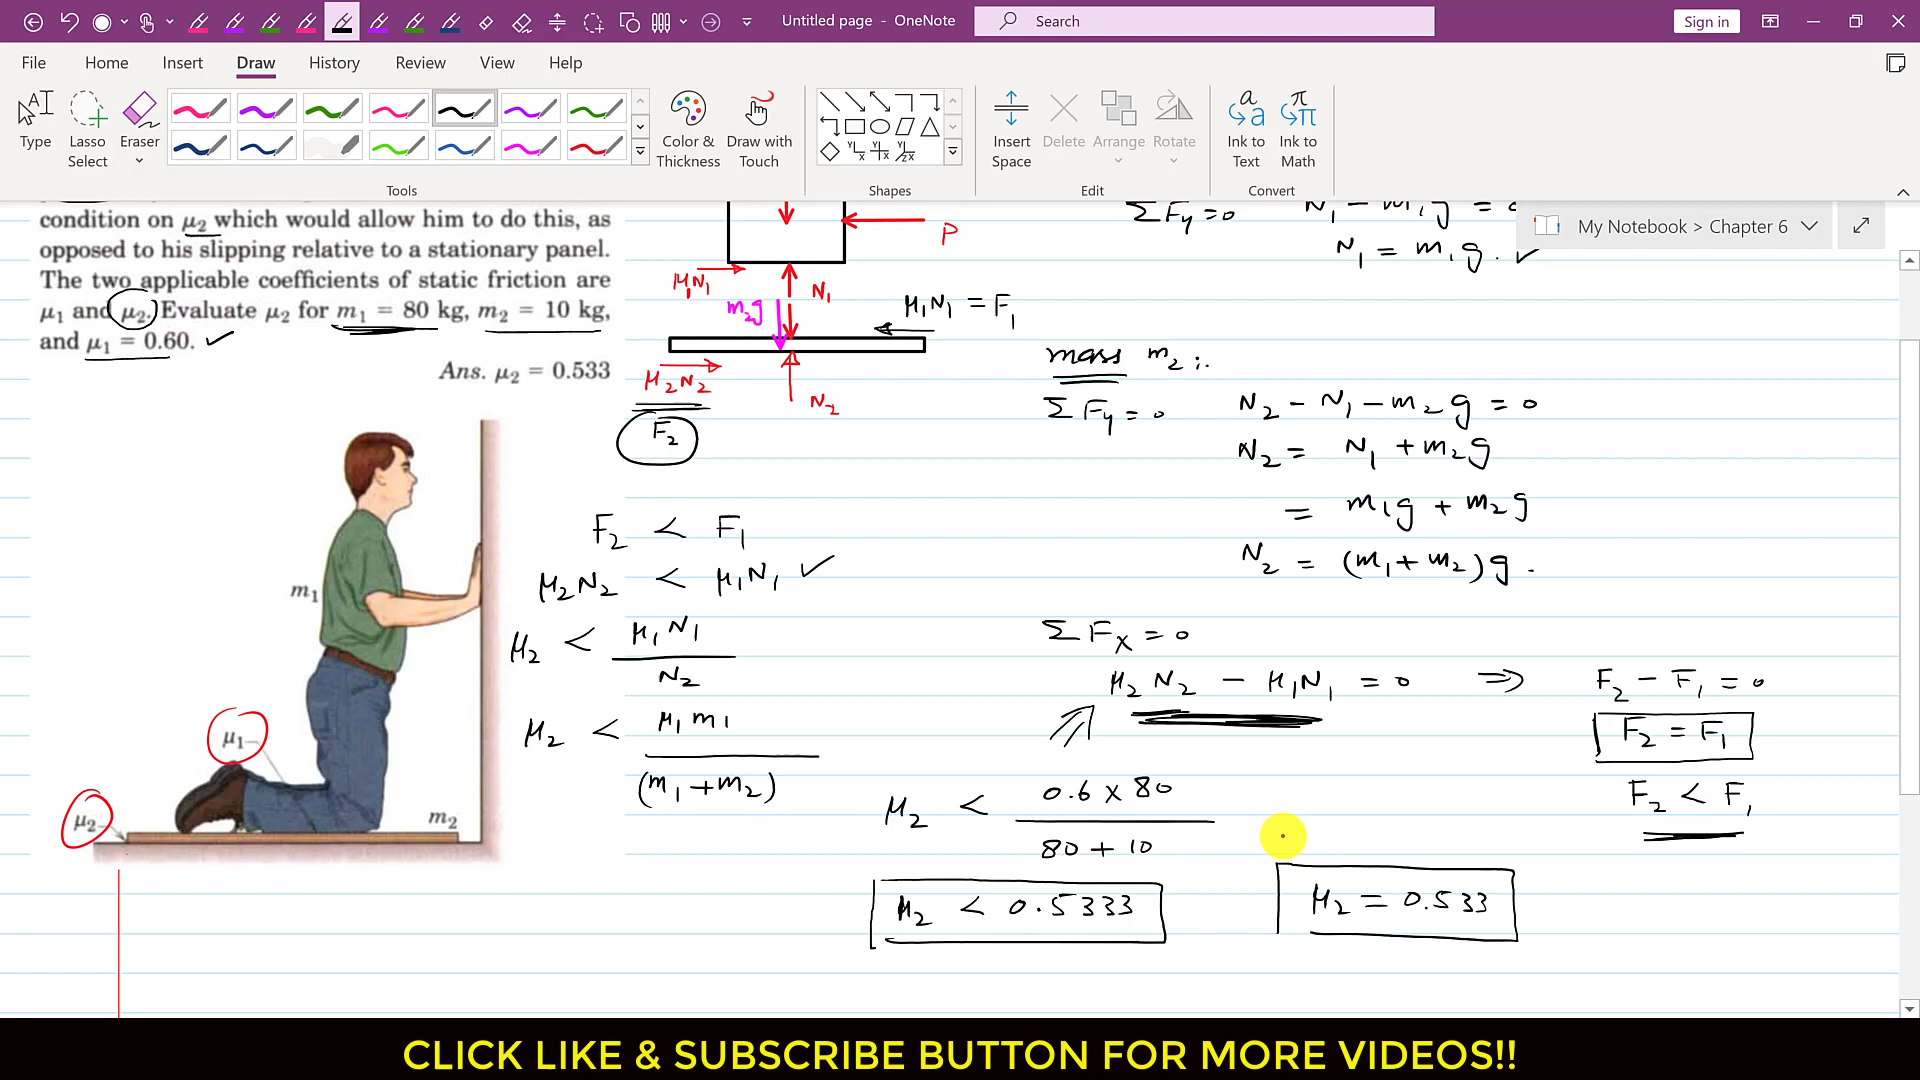 Untitled page - OneNote
Search
Sign in
File Home Insert Draw History Review View Help
Type
Lasso Select
Eraser
Color & Thickness
Draw with Touch
Insert Space
Delete
Arrange
Rotate
Ink to Text
Ink to Math
Tools
Shapes
Edit
Convert
My Notebook > Chapter 6
condition on μ2 which would allow him to do this, as
opposed to his slipping relative to a stationary panel.
The two applicable coefficients of static friction are
μ1 and μ2. Evaluate μ2 for m1 = 80 kg, m2 = 10 kg,
and μ1 = 0.60.
Ans. μ2 = 0.533
m1
μ1
μ2
m2
P
μ1N1
N1
m2g
μ1N1 = F1
μ2N2
N2
F2
F2 < F1
μ2N2 < μ1N1 ✓
μ2 < μ1N1 / N2
μ2 < μ1m1 / (m1+m2)
ΣFy=0 N1 - m1g =
N1 = m1g. ✓
mass m2 :.
ΣFy=0 N2 - N1 - m2g = 0
N2 = N1 + m2g
= m1g + m2g
N2 = (m1+m2)g.
ΣFx=0
μ2N2 - μ1N1 = 0 ⇒ F2 - F1 = 0
F2 = F1
F2 < F1
μ2 < 0.6 x 80 / 80 + 10
μ2 < 0.5333
μ2 = 0.533
CLICK LIKE & SUBSCRIBE BUTTON FOR MORE VIDEOS!!